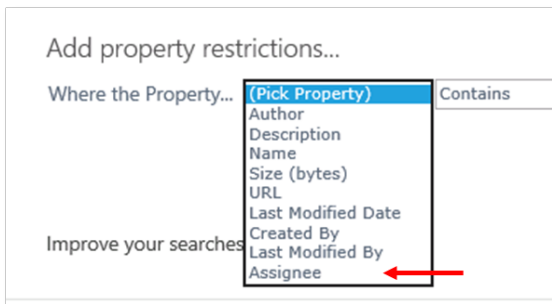 Add property restrictions...
Where the Property... (Pick Property) Contains
Author
Description
Name
Size (bytes)
URL
Last Modified Date
Created By
Last Modified By
Assignee
Improve your searches